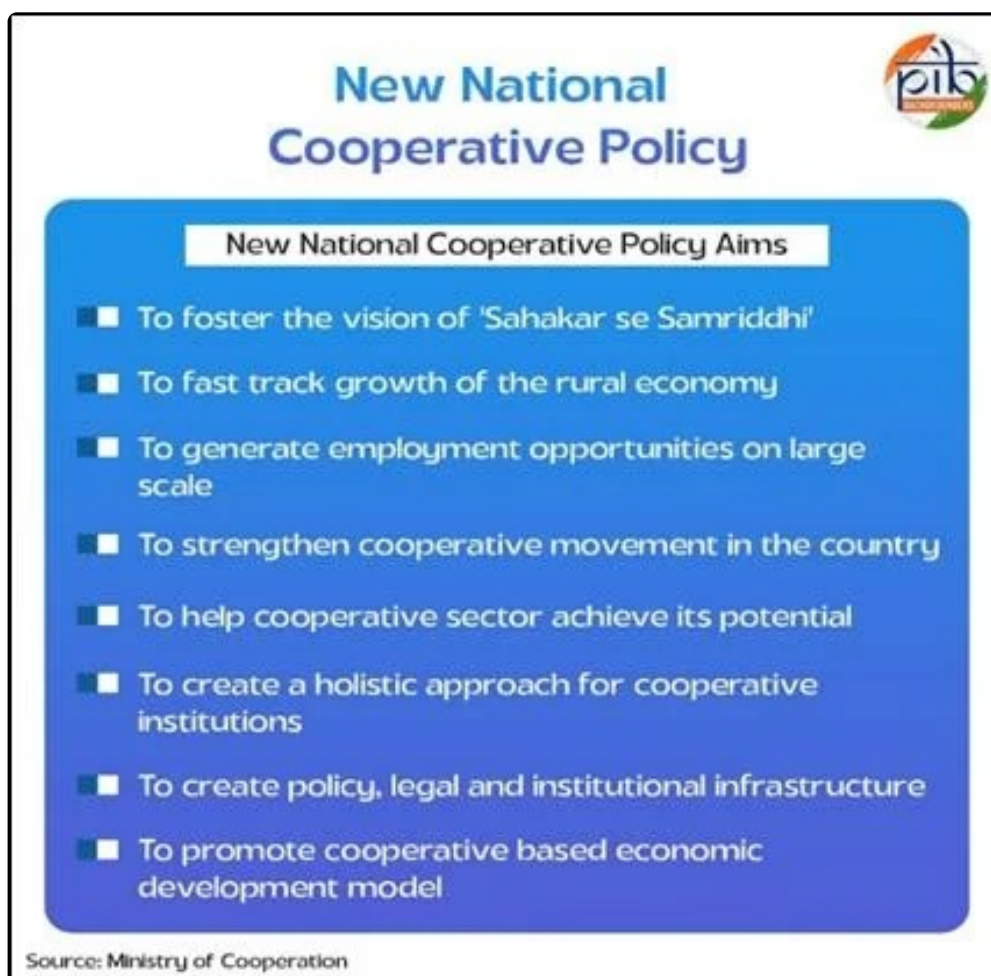 New National
Cooperative Policy
pib
BACKGROUNDERS
New National Cooperative Policy Aims
To foster the vision of 'Sahakar se Samriddhi'
To fast track growth of the rural economy
To generate employment opportunities on large
scale
To strengthen cooperative movement in the country
To help cooperative sector achieve its potential
To create a holistic approach for cooperative
institutions
To create policy, legal and institutional infrastructure
To promote cooperative based economic
development model
Source: Ministry of Cooperation